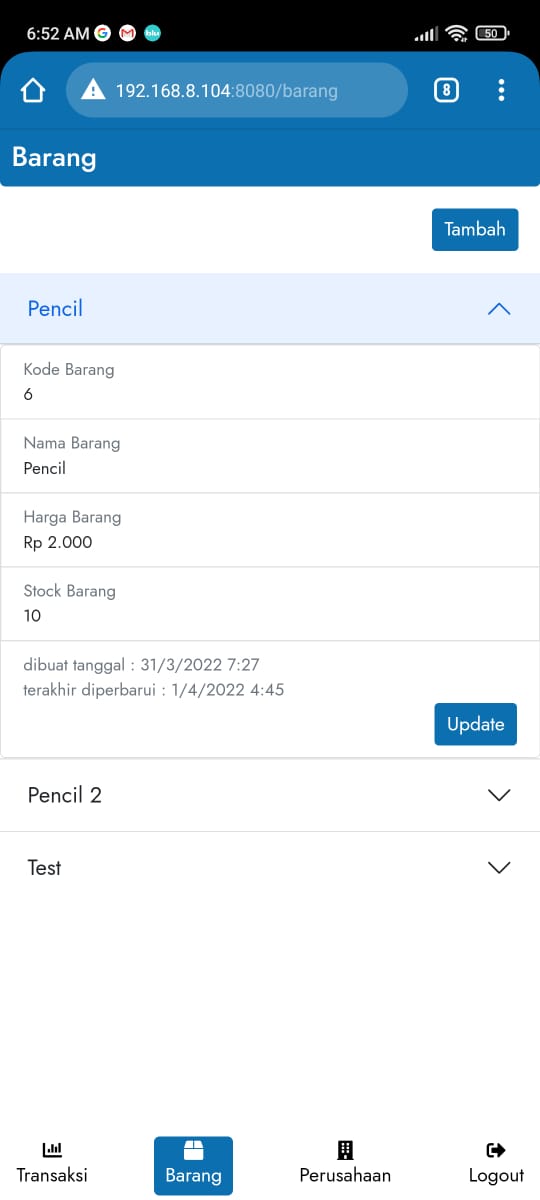 6:52 AM G M blu 50
192.168.8.104:8080/barang 8
Barang
Tambah
Pencil
Kode Barang
6
Nama Barang
Pencil
Harga Barang
Rp 2.000
Stock Barang
10
dibuat tanggal : 31/3/2022 7:27
terakhir diperbarui : 1/4/2022 4:45
Update
Pencil 2
Test
Transaksi Barang Perusahaan Logout